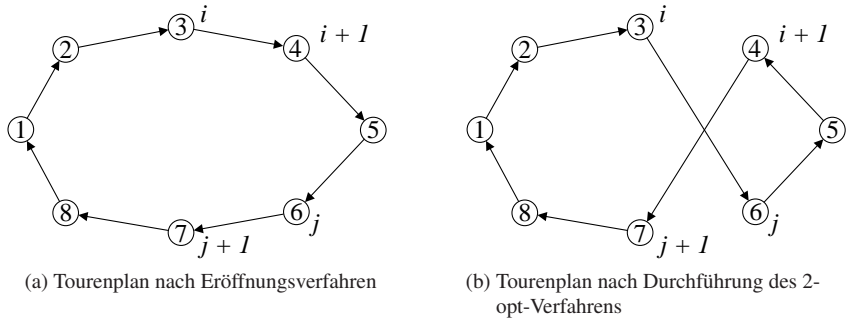 3 i
2
4 i + 1
1
5
8
6 j
7 j + 1
(a) Tourenplan nach Eröffnungsverfahren
3 i
2
4 i + 1
1
5
8
6 j
7 j + 1
(b) Tourenplan nach Durchführung des 2-
opt-Verfahrens